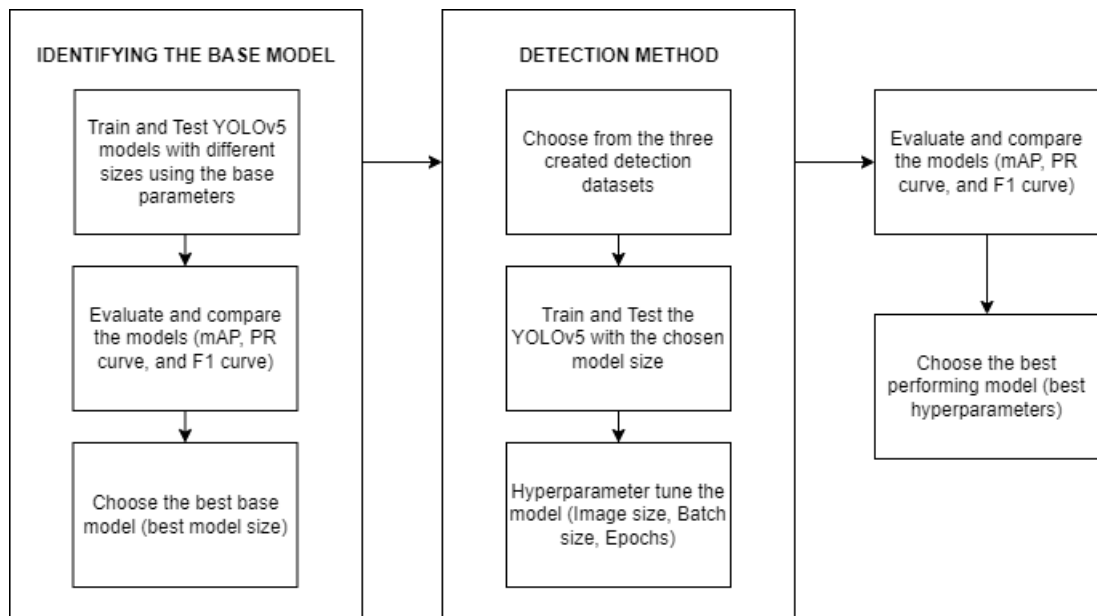 IDENTIFYING THE BASE MODEL
Train and Test YOLOv5
models with different
sizes using the base
parameters
Evaluate and compare
the models (mAP, PR
curve, and F1 curve)
Choose the best base
model (best model size)
DETECTION METHOD
Choose from the three
created detection
datasets
Train and Test the
YOLOv5 with the chosen
model size
Hyperparameter tune the
model (Image size, Batch
size, Epochs)
Evaluate and compare
the models (mAP, PR
curve, and F1 curve)
Choose the best
performing model (best
hyperparameters)